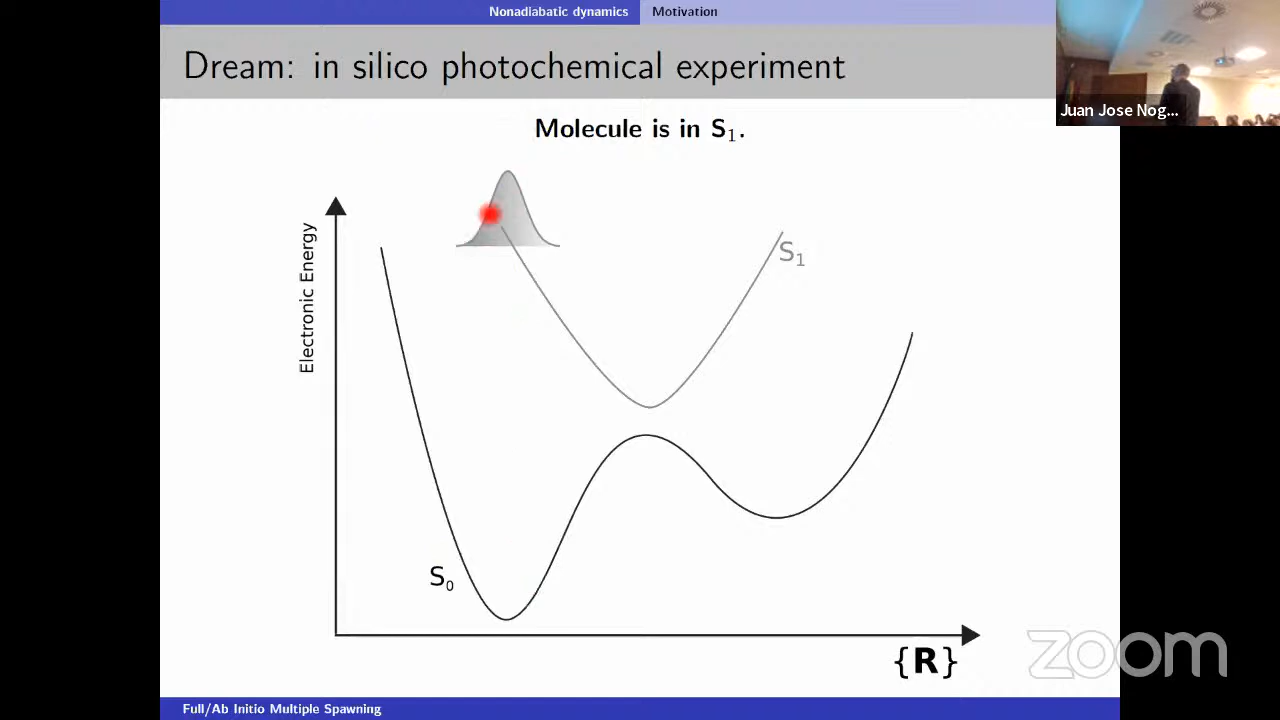 Nonadiabatic dynamics Motivation
Dream: in silico photochemical experiment
Juan Jose Nog...
Molecule is in S₁.
Electronic Energy
S₁
S₀
{R}
zoom
Full/Ab Initio Multiple Spawning